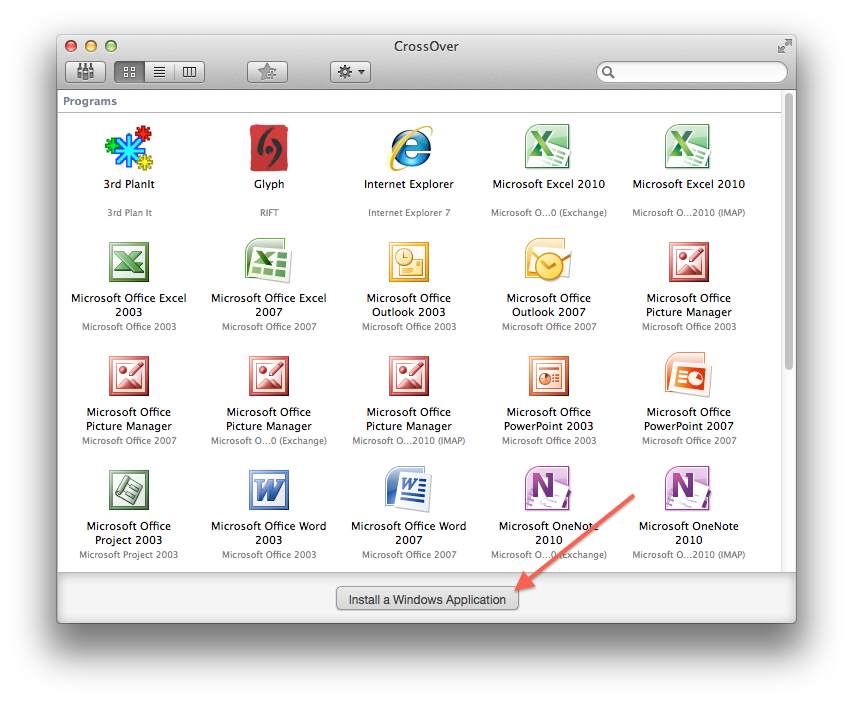 CrossOver
Programs
3rd PlanIt
Glyph
Internet Explorer
Microsoft Excel 2010
Microsoft Excel 2010
3rd Plan It
RIFT
Internet Explorer 7
Microsoft O...0 (Exchange)
Microsoft O...2010 (IMAP)
Microsoft Office Excel
2003
Microsoft Office 2003
Microsoft Office Excel
2007
Microsoft Office 2007
Microsoft Office
Outlook 2003
Microsoft Office 2003
Microsoft Office
Outlook 2007
Microsoft Office 2007
Microsoft Office
Picture Manager
Microsoft Office 2003
Microsoft Office
Picture Manager
Microsoft Office 2007
Microsoft Office
Picture Manager
Microsoft O...0 (Exchange)
Microsoft Office
Picture Manager
Microsoft O...2010 (IMAP)
Microsoft Office
PowerPoint 2003
Microsoft Office 2003
Microsoft Office
PowerPoint 2007
Microsoft Office 2007
Microsoft Office
Project 2003
Microsoft Project 2003
Microsoft Office Word
2003
Microsoft Office 2003
Microsoft Office Word
2007
Microsoft Office 2007
Microsoft OneNote
2010
Microsoft O...0 (Exchange)
Microsoft OneNote
2010
Microsoft O...2010 (IMAP)
Install a Windows Application